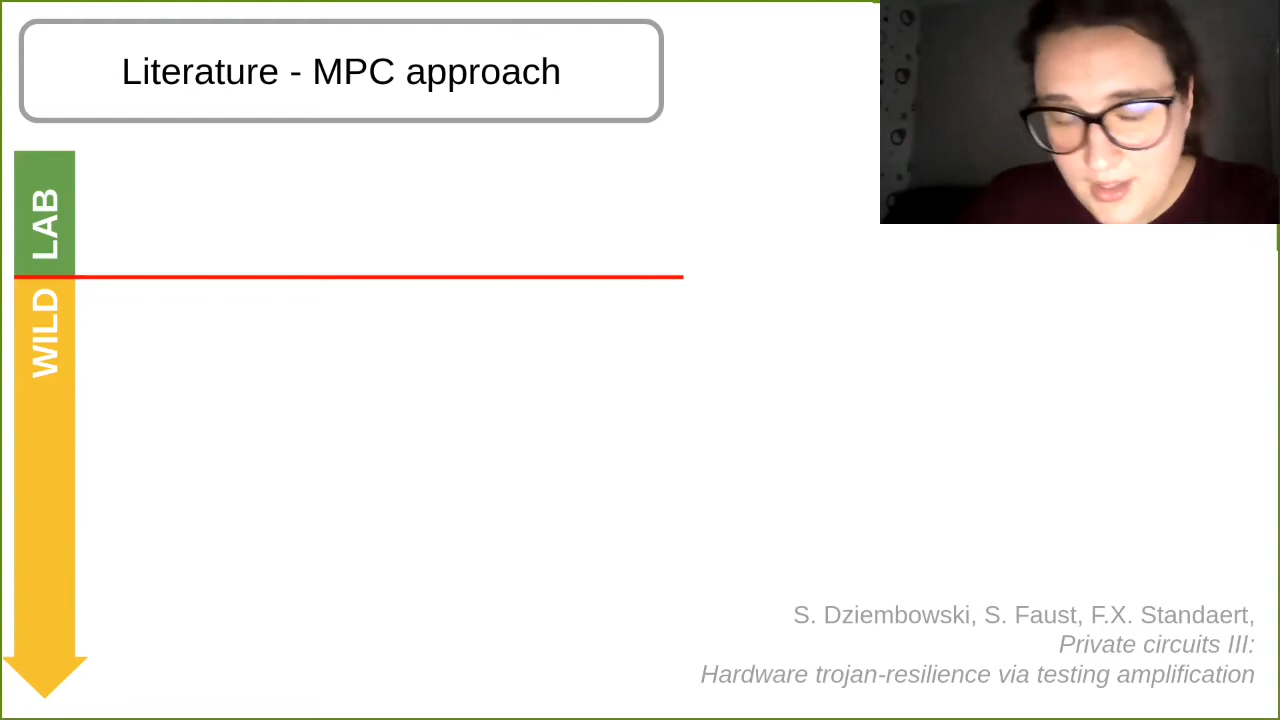 Literature - MPC approach
LAB
WILD
S. Dziembowski, S. Faust, F.X. Standaert,
Private circuits III:
Hardware trojan-resilience via testing amplification